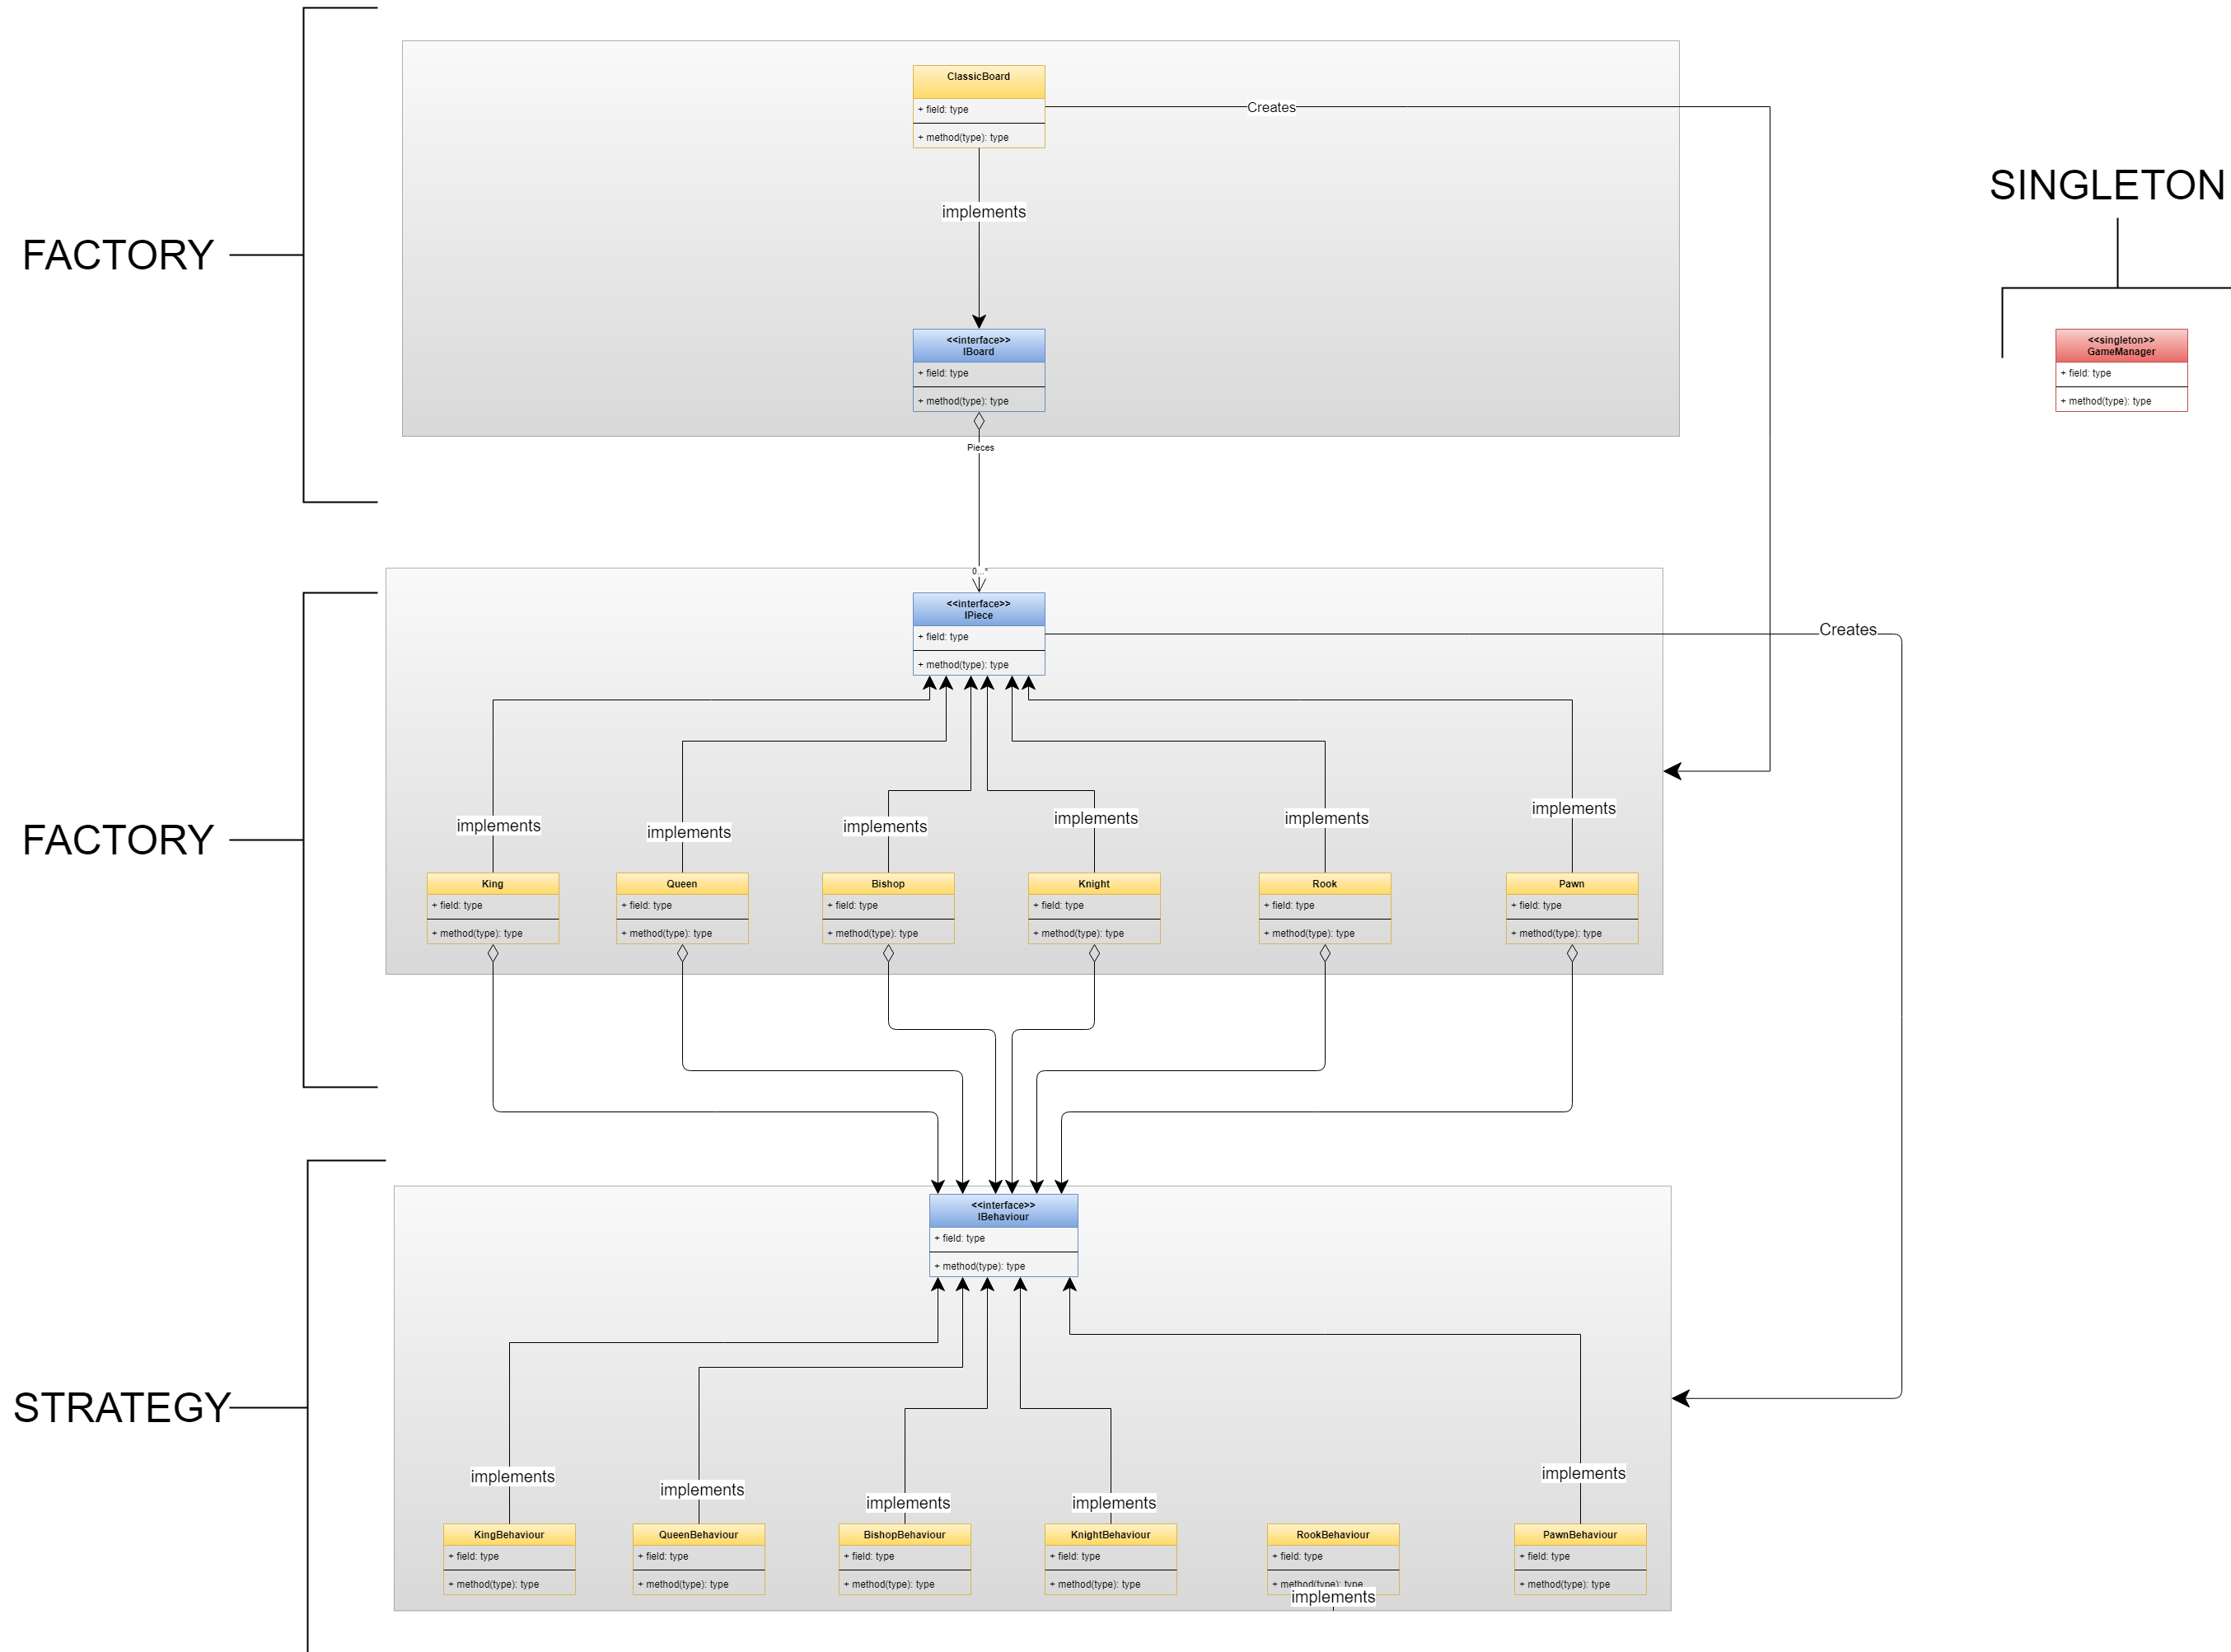 ClassicBoard
+ field: type
+ method(type): type
Creates
SINGLETON
implements
FACTORY
<<interface>>
IBoard
+ field: type
+ method(type): type
<<singleton>>
GameManager
+ field: type
+ method(type): type
Pieces
0...*
<<interface>>
IPiece
+ field: type
+ method(type): type
Creates
FACTORY
implements
implements
implements
implements
implements
implements
King
+ field: type
+ method(type): type
Queen
+ field: type
+ method(type): type
Bishop
+ field: type
+ method(type): type
Knight
+ field: type
+ method(type): type
Rook
+ field: type
+ method(type): type
Pawn
+ field: type
+ method(type): type
<<interface>>
IBehaviour
+ field: type
+ method(type): type
STRATEGY
implements
implements
implements
implements
implements
KingBehaviour
+ field: type
+ method(type): type
QueenBehaviour
+ field: type
+ method(type): type
BishopBehaviour
+ field: type
+ method(type): type
KnightBehaviour
+ field: type
+ method(type): type
RookBehaviour
+ field: type
+ method(type): type
implements
PawnBehaviour
+ field: type
+ method(type): type